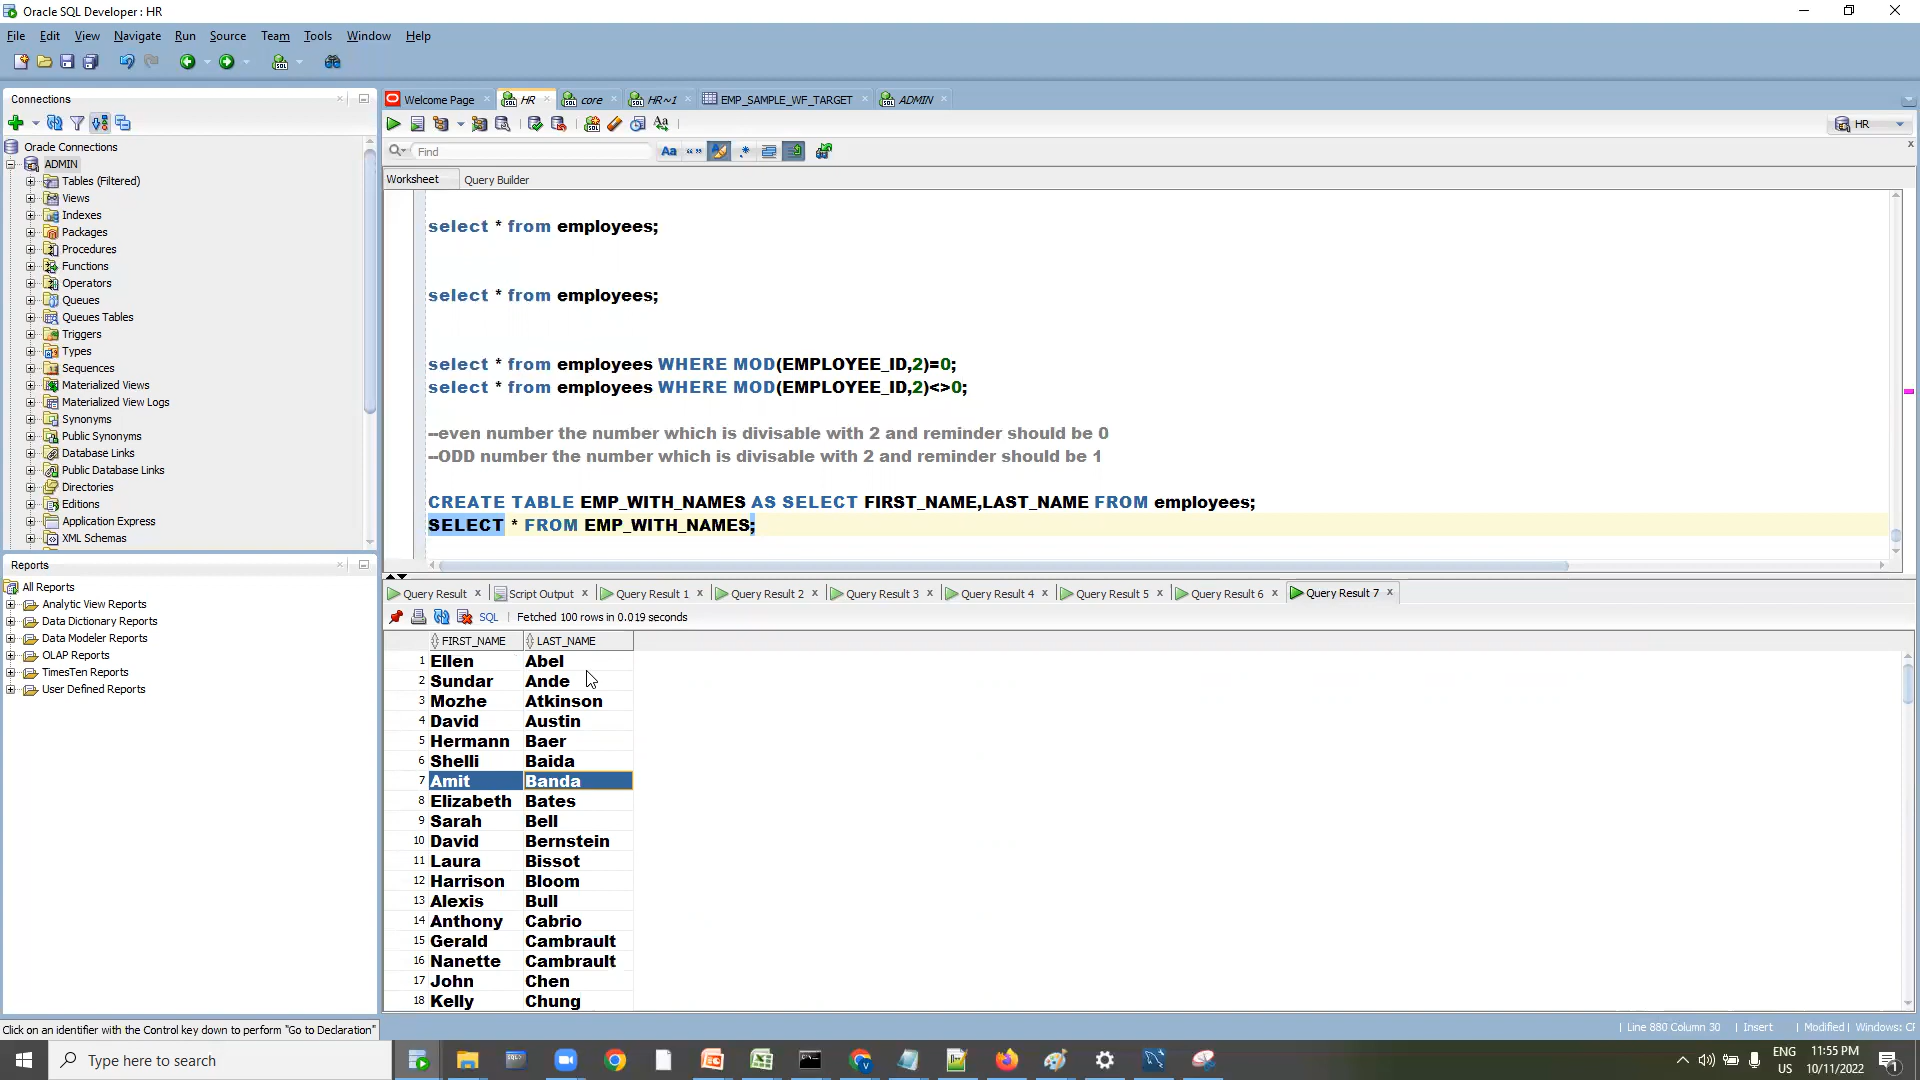 Oracle SQL Developer : HR
File Edit View Navigate Run Source Team Tools Window Help
Connections
Oracle Connections
ADMIN
Tables (Filtered)
Views
Indexes
Packages
Procedures
Functions
Operators
Queues
Queues Tables
Triggers
Types
Sequences
Materialized Views
Materialized View Logs
Synonyms
Public Synonyms
Database Links
Public Database Links
Directories
Editions
Application Express
XML Schemas
Reports
All Reports
Analytic View Reports
Data Dictionary Reports
Data Modeler Reports
OLAP Reports
TimesTen Reports
User Defined Reports
Welcome Page HR core HR~1 EMP_SAMPLE_WF_TARGET ADMIN
HR
Find
Worksheet Query Builder
select * from employees;
select * from employees;
select * from employees WHERE MOD(EMPLOYEE_ID,2)=0;
select * from employees WHERE MOD(EMPLOYEE_ID,2)<>0;
--even number the number which is divisable with 2 and reminder should be 0
--ODD number the number which is divisable with 2 and reminder should be 1
CREATE TABLE EMP_WITH_NAMES AS SELECT FIRST_NAME,LAST_NAME FROM employees;
SELECT * FROM EMP_WITH_NAMES;
Query Result Script Output Query Result 1 Query Result 2 Query Result 3 Query Result 4 Query Result 5 Query Result 6 Query Result 7
SQL Fetched 100 rows in 0.019 seconds
FIRST_NAME LAST_NAME
1 Ellen Abel
2 Sundar Ande
3 Mozhe Atkinson
4 David Austin
5 Hermann Baer
6 Shelli Baida
7 Amit Banda
8 Elizabeth Bates
9 Sarah Bell
10 David Bernstein
11 Laura Bissot
12 Harrison Bloom
13 Alexis Bull
14 Anthony Cabrio
15 Gerald Cambrault
16 Nanette Cambrault
17 John Chen
18 Kelly Chung
Click on an identifier with the Control key down to perform "Go to Declaration"
Line 880 Column 30 Insert Modified Windows: CF
Type here to search
ENG
US
11:55 PM
10/11/2022
1